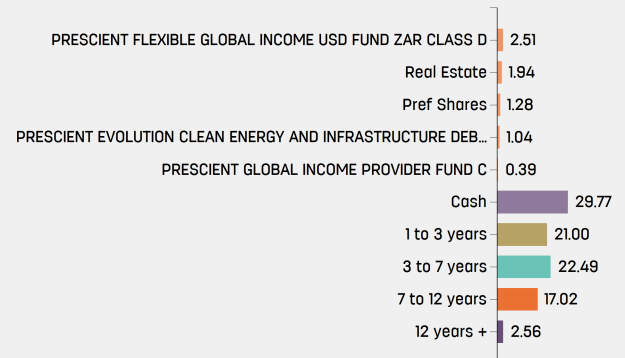 PRESCIENT FLEXIBLE GLOBAL INCOME USD FUND ZAR CLASS D 2.51
Real Estate 1.94
Pref Shares 1.28
PRESCIENT EVOLUTION CLEAN ENERGY AND INFRASTRUCTURE DEB... 1.04
PRESCIENT GLOBAL INCOME PROVIDER FUND C 0.39
Cash 29.77
1 to 3 years 21.00
3 to 7 years 22.49
7 to 12 years 17.02
12 years + 2.56